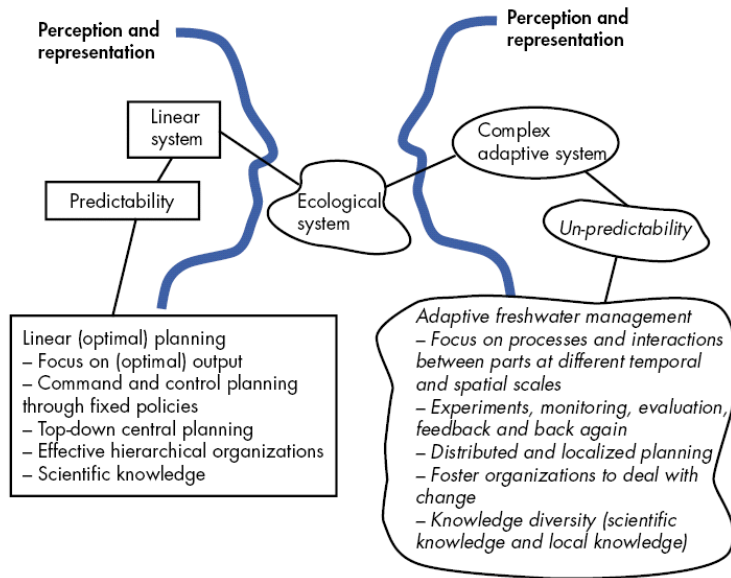 Perception and
representation
Perception and
representation
Linear
system
Complex
adaptive system
Predictability
Ecological
system
Un-predictability
Linear (optimal) planning
– Focus on (optimal) output
– Command and control planning
through fixed policies
– Top-down central planning
– Effective hierarchical organizations
– Scientific knowledge
Adaptive freshwater management
– Focus on processes and interactions
between parts at different temporal
and spatial scales
– Experiments, monitoring, evaluation,
feedback and back again
– Distributed and localized planning
– Foster organizations to deal with
change
– Knowledge diversity (scientific
knowledge and local knowledge)